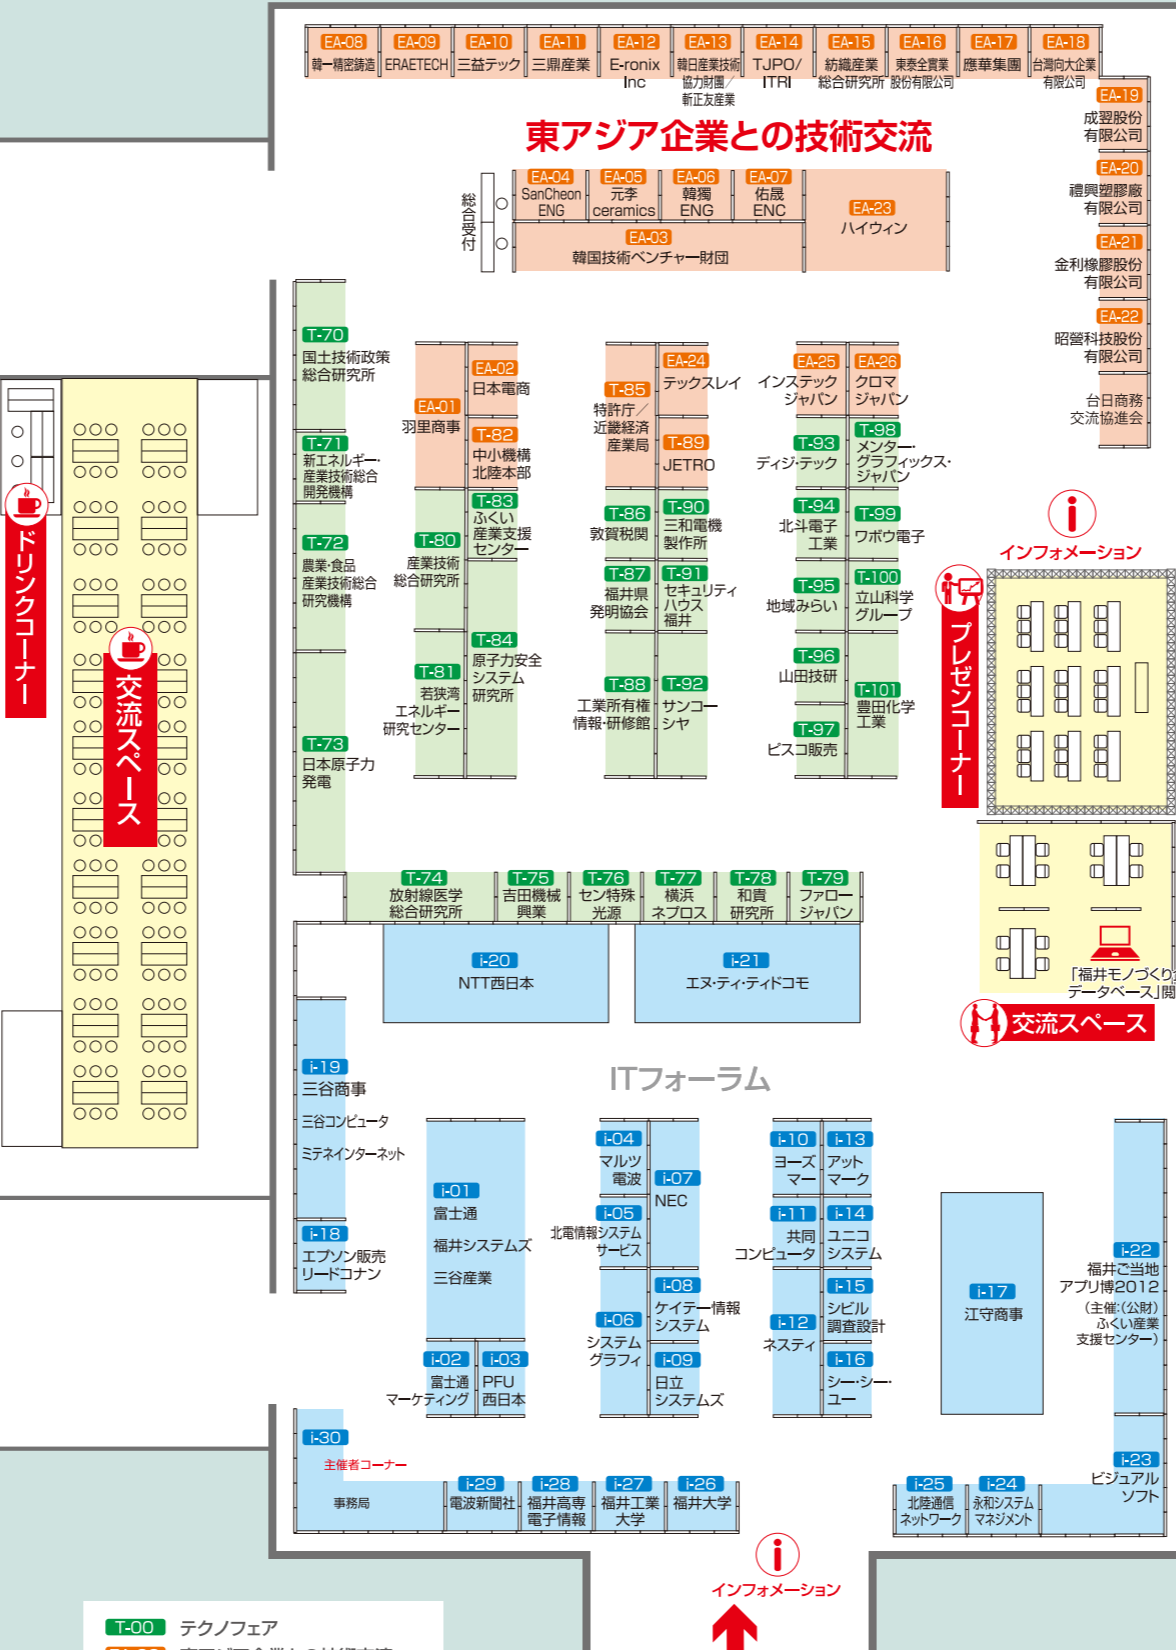 EA-08
韓一精密鋳造
EA-09
ERAETECH
EA-10
三益テック
EA-11
三鼎産業
EA-12
E-ronix
Inc
EA-13
韓日産業技術
協力財團／
新正友産業
EA-14
TJPO/
ITRI
EA-15
紡織産業
総合研究所
EA-16
東泰全實業
股份有限公司
EA-17
應華集團
EA-18
台灣向大企業
有限公司
EA-19
成翌股份
有限公司
EA-20
禮興塑膠廠
有限公司
EA-21
金利橡膠股份
有限公司
EA-22
昭營科技股份
有限公司
台日商務
交流協進会
東アジア企業との技術交流
総合受付
EA-04
SanCheon
ENG
EA-05
元李
ceramics
EA-06
韓獨
ENG
EA-07
佑晟
ENC
EA-03
韓国技術ベンチャー財団
EA-23
ハイウィン
T-70
国土技術政策
総合研究所
T-71
新エネルギー・
産業技術総合
開発機構
T-72
農業・食品
産業技術総合
研究機構
T-73
日本原子力
発電
EA-01
羽里商事
EA-02
日本電商
T-82
中小機構
北陸本部
T-83
ふくい
産業支援
センター
T-80
産業技術
総合研究所
T-84
原子力安全
システム
研究所
T-81
若狭湾
エネルギー
研究センター
T-85
特許庁／
近畿経済
産業局
EA-24
テックスレイ
T-89
JETRO
T-86
敦賀税関
T-90
三和電機
製作所
T-87
福井県
発明協会
T-91
セキュリティ
ハウス
福井
T-88
工業所有権
情報・研修館
T-92
サンコー
シヤ
EA-25
インステック
ジャパン
EA-26
クロマ
ジャパン
T-93
ディジ・テック
T-98
メンター・
グラフィックス・
ジャパン
T-94
北斗電子
工業
T-99
ワボウ電子
T-95
地域みらい
T-100
立山科学
グループ
T-96
山田技研
T-101
豊田化学
工業
T-97
ビスコ販売
ドリンクコーナー
交流スペース
インフォメーション
プレゼンコーナー
「福井モノづくり
データベース」閲
交流スペース
T-74
放射線医学
総合研究所
T-75
吉田機械
興業
T-76
セン特殊
光源
T-77
横浜
ネプロス
T-78
和貴
研究所
T-79
ファロー
ジャパン
i-20
NTT西日本
i-21
エヌ・ティ・ティドコモ
ITフォーラム
i-19
三谷商事
三谷コンピュータ
ミテネインターネット
i-18
エプソン販売
リードコナン
i-01
富士通
福井システムズ
三谷産業
i-02
富士通
マーケティング
i-03
PFU
西日本
i-04
マルツ
電波
i-07
NEC
i-05
北電情報システム
サービス
i-08
ケイテー情報
システム
i-06
システム
グラフィ
i-09
日立
システムズ
i-10
ヨーズ
マー
i-13
アット
マーク
i-11
共同
コンピュータ
i-14
ユニコ
システム
i-15
シビル
調査設計
i-12
ネスティ
i-16
シー・シー・
ユー
i-17
江守商事
i-22
福井ご当地
アプリ博2012
（主催：（公財）
ふくい産業
支援センター）
i-23
ビジュアル
ソフト
i-30
主催者コーナー
事務局
i-29
電波新聞社
i-28
福井高専
電子情報
i-27
福井工業
大学
i-26
福井大学
i-25
北陸通信
ネットワーク
i-24
永和システム
マネジメント
インフォメーション
T-00 テクノフェア